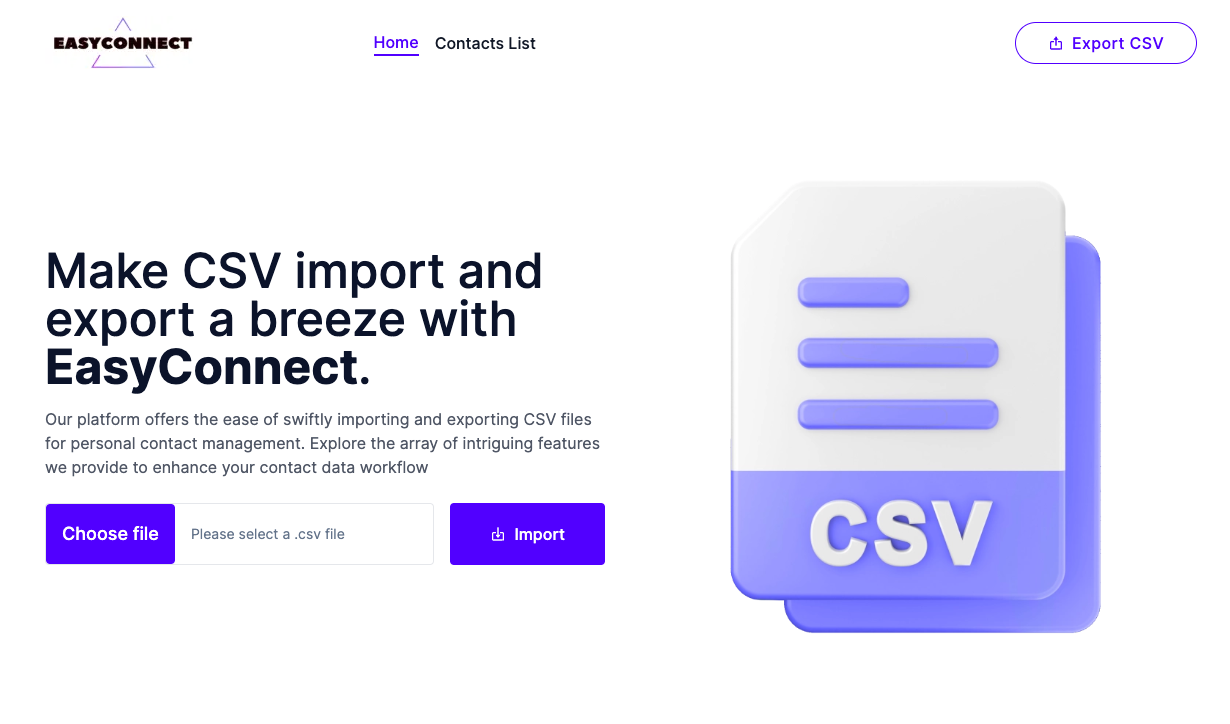 EASYCONNECT
Home
Contacts List
Export CSV
Make CSV import and
export a breeze with
EasyConnect.
Our platform offers the ease of swiftly importing and exporting CSV files
for personal contact management. Explore the array of intriguing features
we provide to enhance your contact data workflow
Choose file
Please select a .csv file
Import
CSV